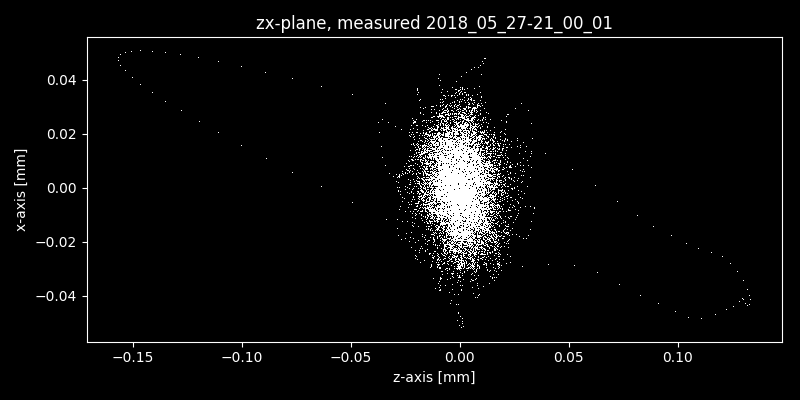 zx-plane, measured 2018_05_27-21_00_01
0.04
0.02
0.00
−0.02
−0.04
x-axis [mm]
−0.15 −0.10 −0.05 0.00 0.05 0.10
z-axis [mm]